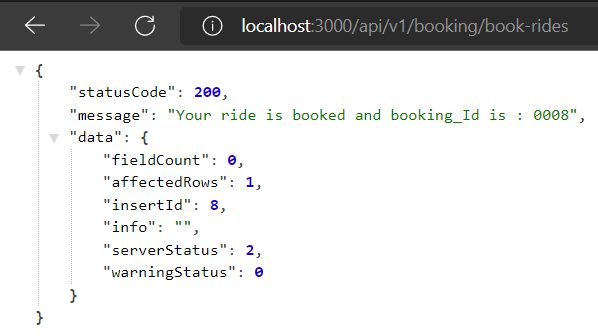 localhost:3000/api/v1/booking/book-rides
{
"statusCode": 200,
"message": "Your ride is booked and booking_Id is : 0008",
"data": {
"fieldCount": 0,
"affectedRows": 1,
"insertId": 8,
"info": "",
"serverStatus": 2,
"warningStatus": 0
}
}